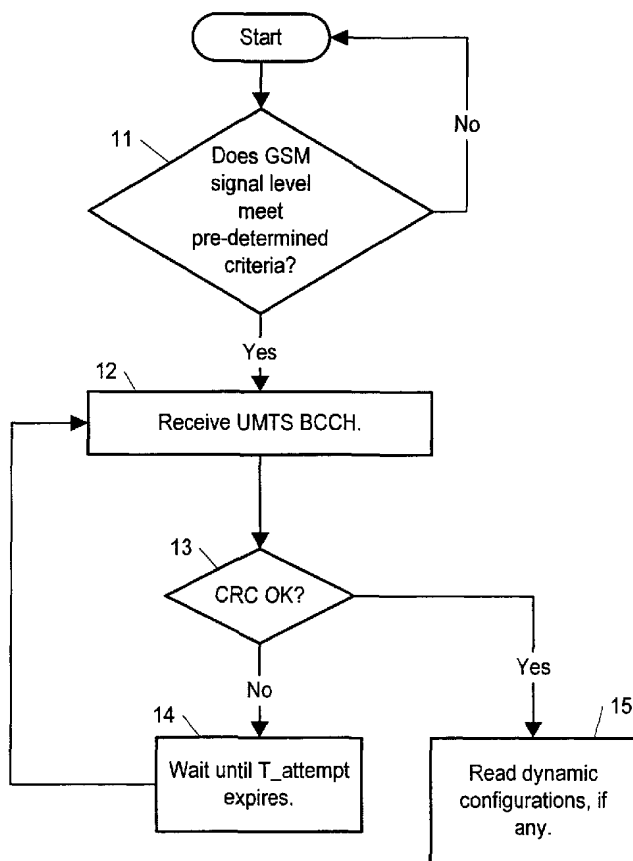 Start
No
11
Does GSM
signal level
meet
pre-determined
criteria?
Yes
12
Receive UMTS BCCH.
13
CRC OK?
Yes
No
14
15
Wait until T_attempt
expires.
Read dynamic
configurations, if
any.